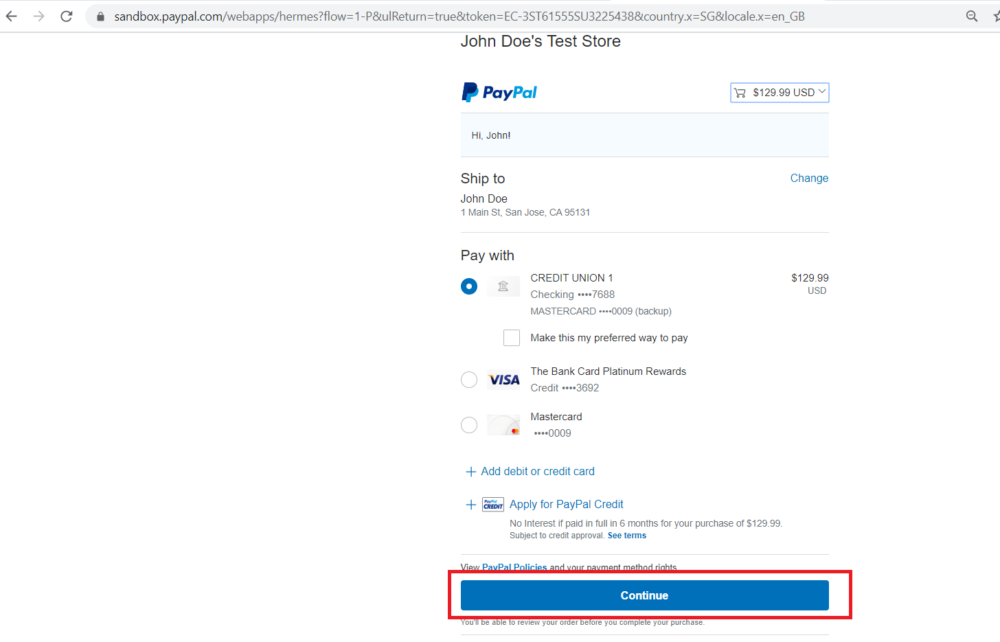 sandbox.paypal.com/webapps/hermes?flow=1-P&ulReturn=true&token=EC-3ST61555SU3225438&country.x=SG&locale.x=en_GB
John Doe's Test Store
PayPal
$129.99 USD
Hi, John!
Ship to
Change
John Doe
1 Main St, San Jose, CA 95131
Pay with
CREDIT UNION 1
$129.99
Checking ••••7688
USD
MASTERCARD ••••0009 (backup)
Make this my preferred way to pay
VISA
The Bank Card Platinum Rewards
Credit ••••3692
Mastercard
••••0009
+ Add debit or credit card
+ PayPal CREDIT Apply for PayPal Credit
No Interest if paid in full in 6 months for your purchase of $129.99.
Subject to credit approval. See terms
View PayPal Policies and your payment method rights
Continue
You'll be able to review your order before you complete your purchase.